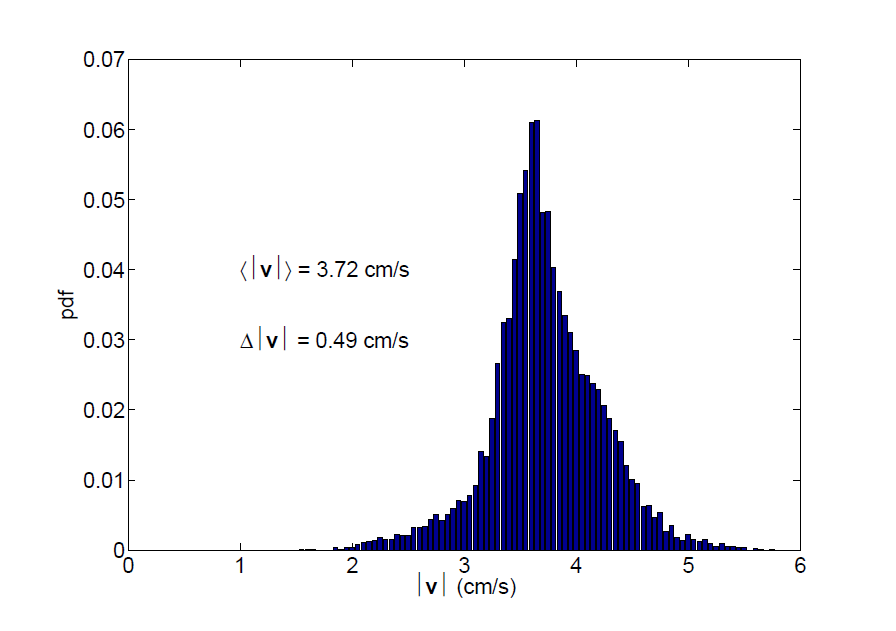 0.07
0.06
0.05
0.04
0.03
0.02
0.01
0
pdf
⟨|v|⟩ = 3.72 cm/s
Δ|v| = 0.49 cm/s
0 1 2 3 4 5 6
|v| (cm/s)